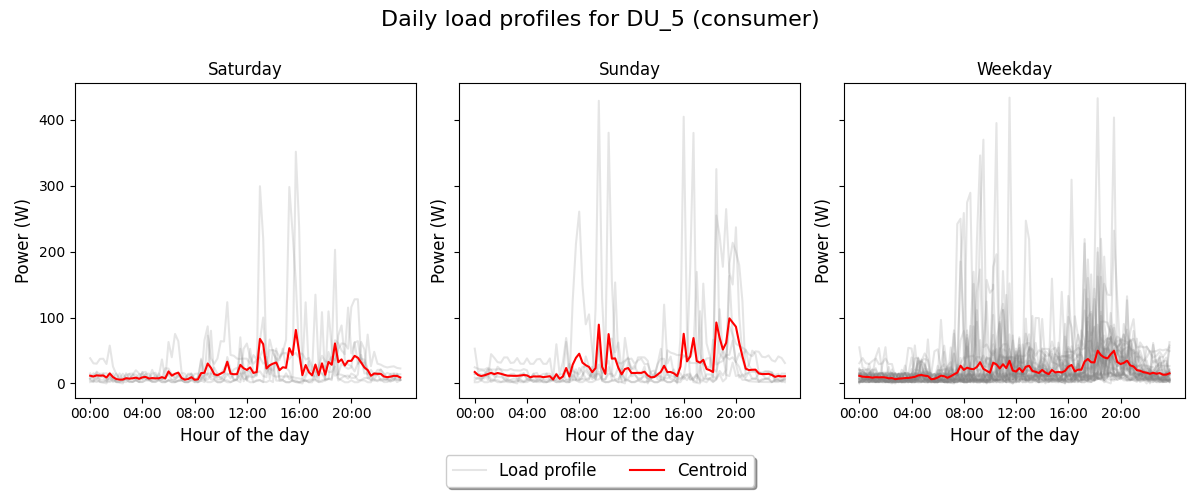 Daily load profiles for DU_5 (consumer)
Saturday
Sunday
Weekday
Power (W)
400
300
200
100
0
Power (W)
Power (W)
00:00 04:00 08:00 12:00 16:00 20:00
00:00 04:00 08:00 12:00 16:00 20:00
00:00 04:00 08:00 12:00 16:00 20:00
Hour of the day
Hour of the day
Hour of the day
Load profile
Centroid